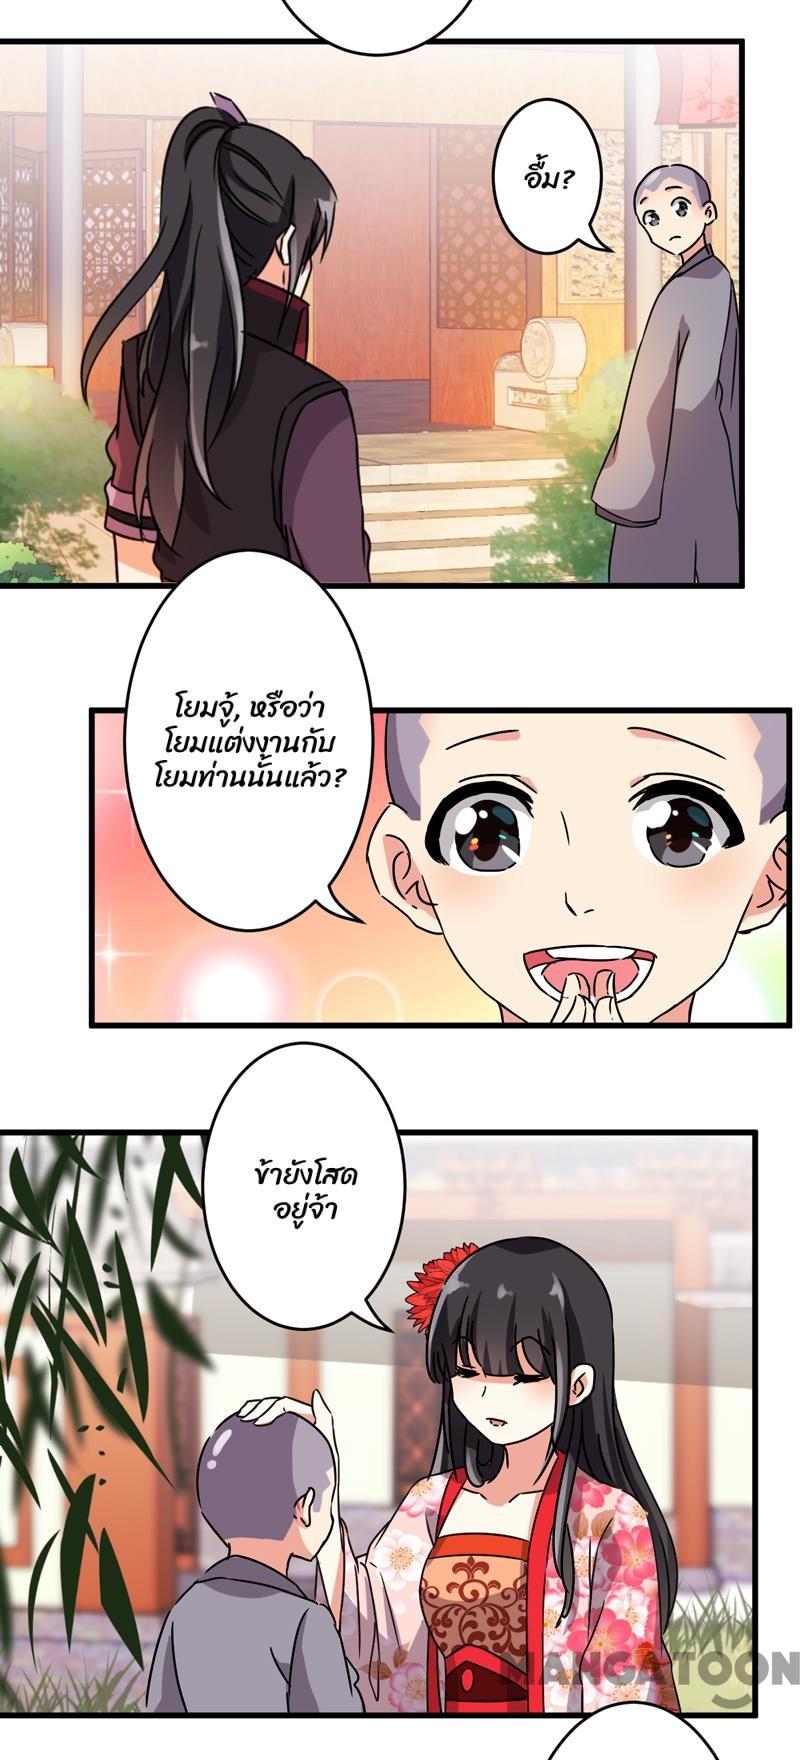 อื้ม?
โยมจู้, หรือว่า
โยมแต่งงานกับ
โยมท่านนั้นแล้ว?
ข้ายังโสด
อยู่จ้า
MANGATOON